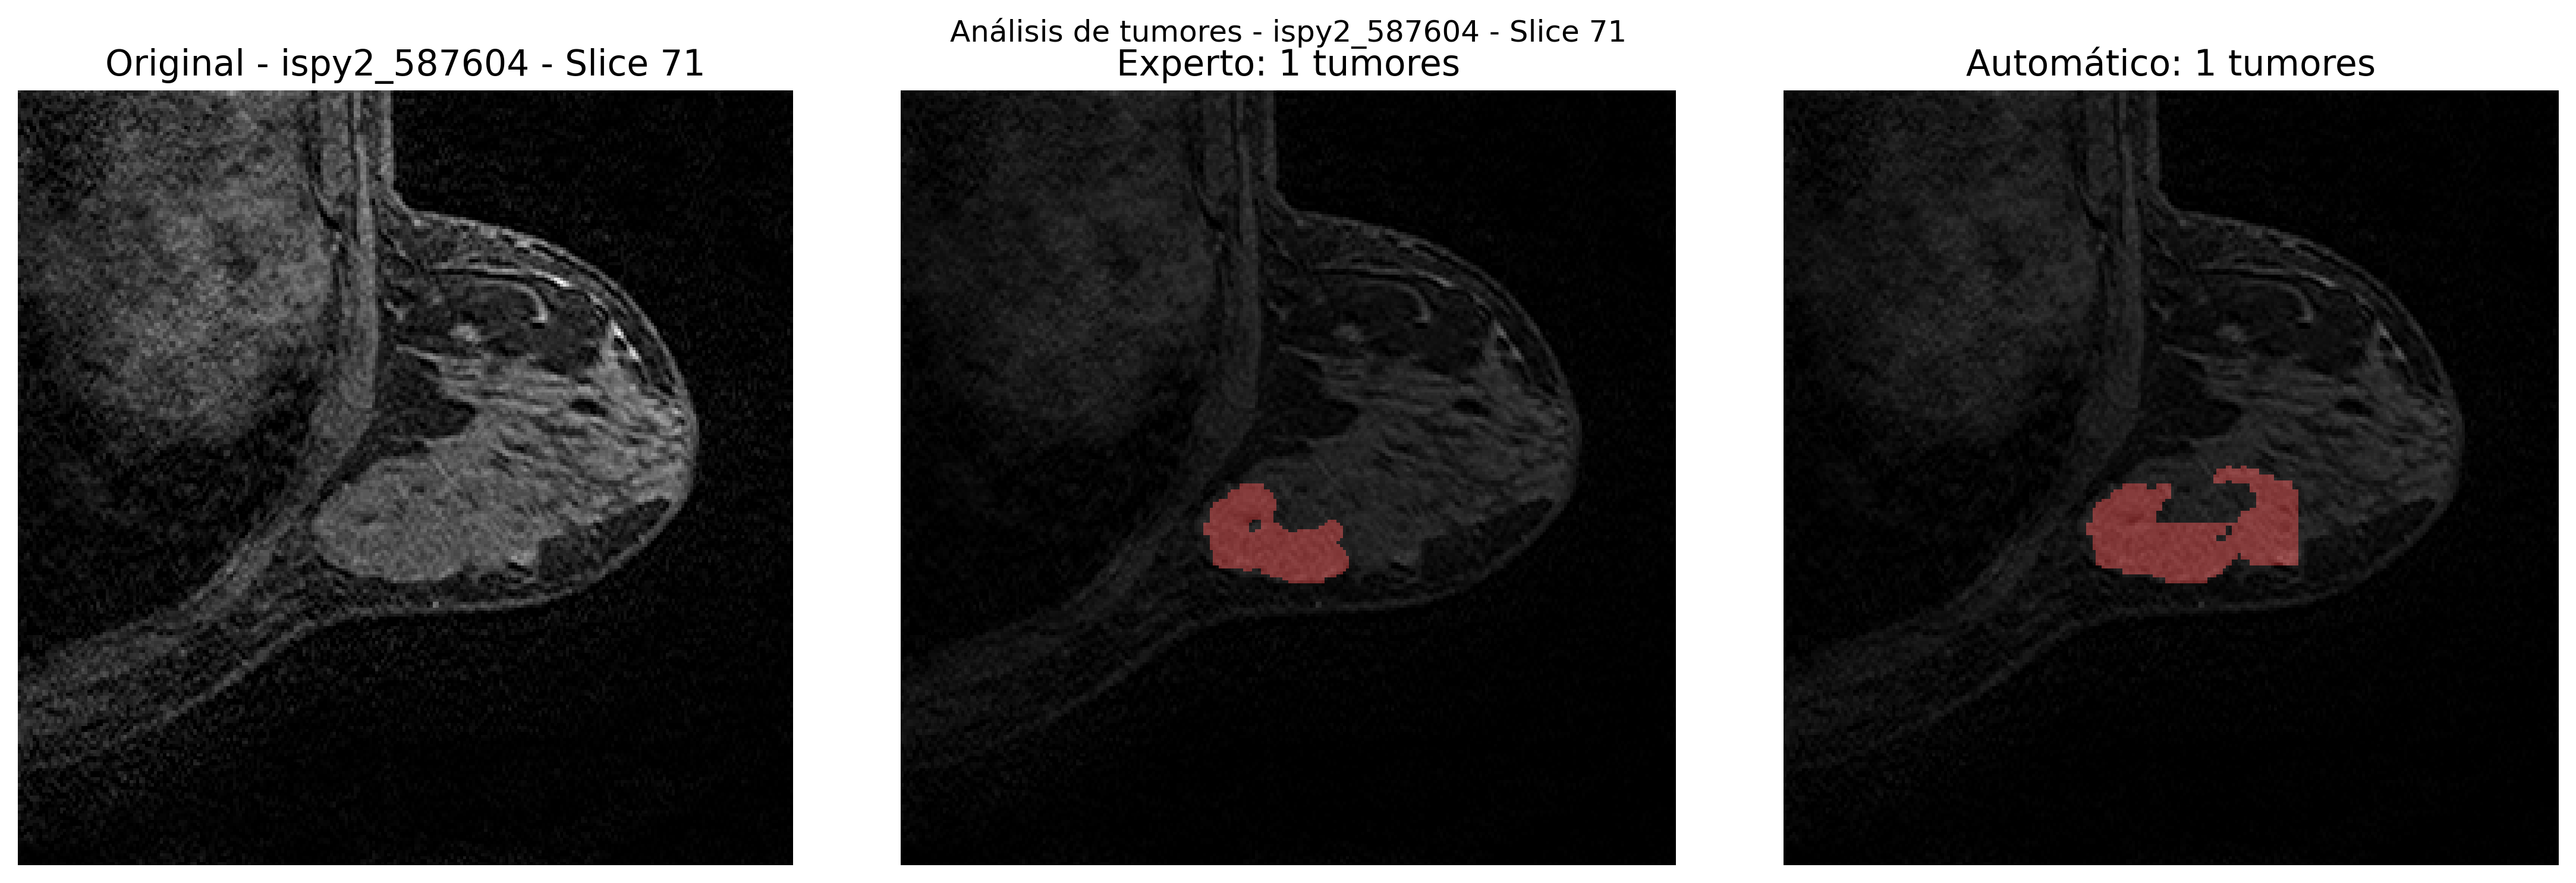 Análisis de tumores - ispy2_587604 - Slice 71
Original - ispy2_587604 - Slice 71
Experto: 1 tumores
Automático: 1 tumores